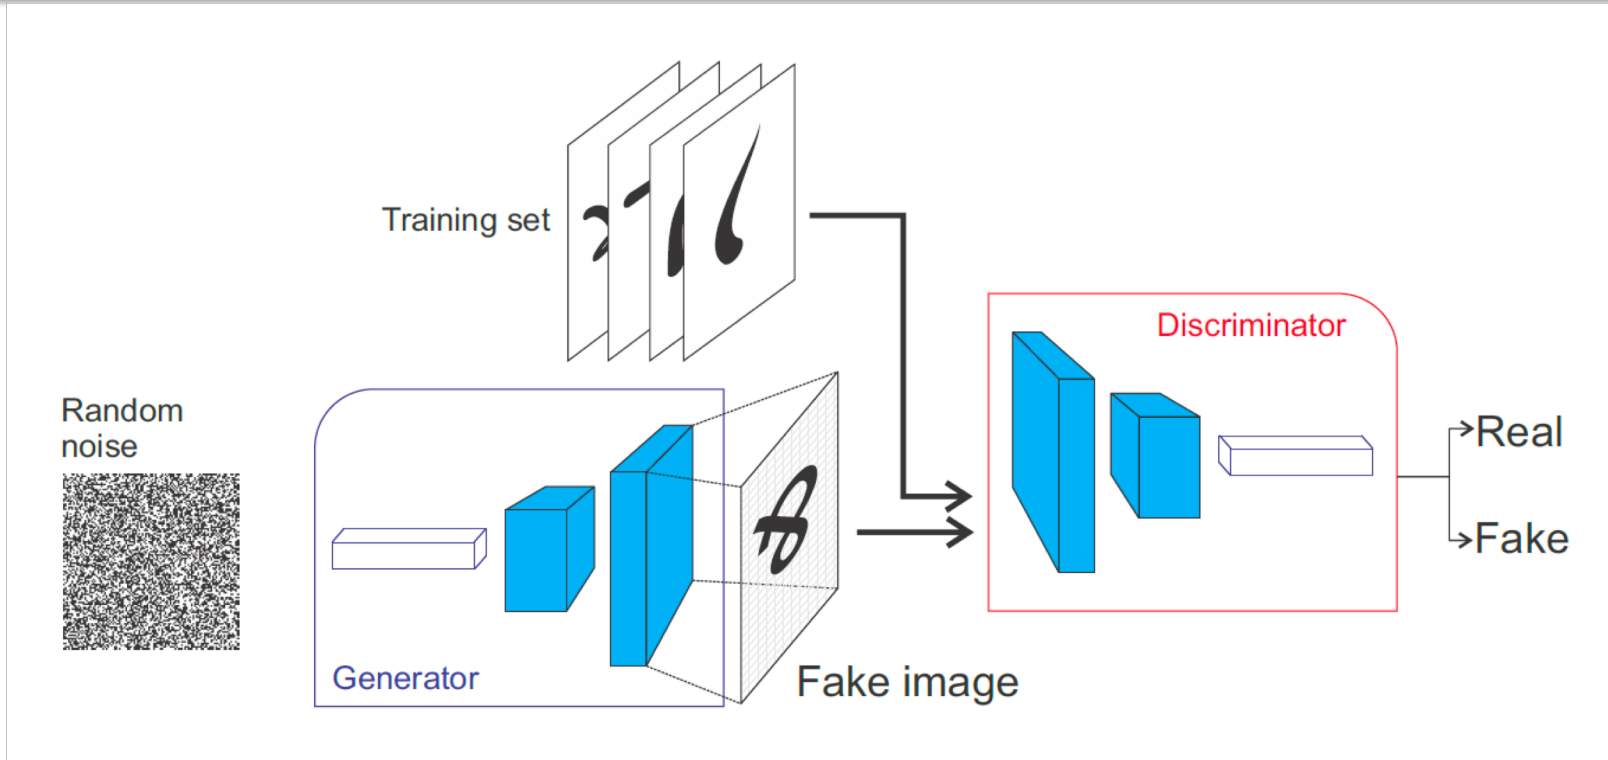 Training set
Random
noise
Generator
Fake image
Discriminator
Real
Fake